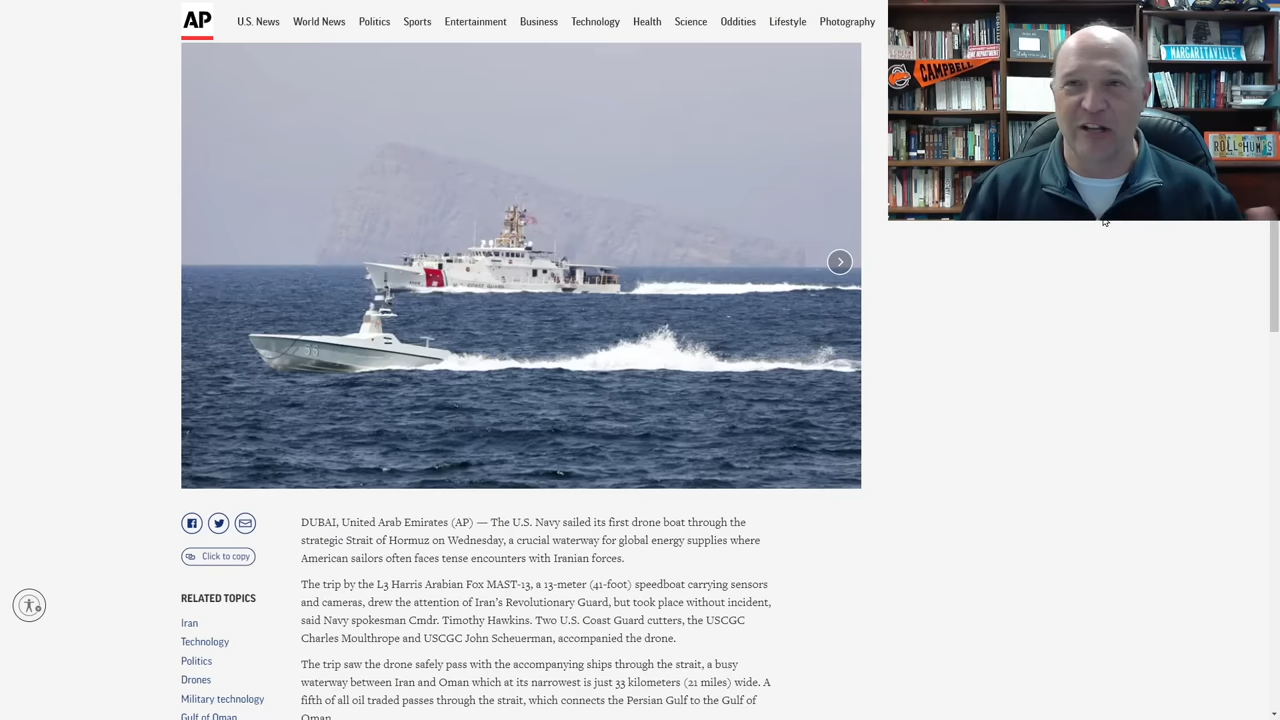 AP
U.S. News World News Politics Sports Entertainment Business Technology Health Science Oddities Lifestyle Photography
CAMPBELL
MARGARITAVILLE
COAST GUARD
DUBAI, United Arab Emirates (AP) — The U.S. Navy sailed its first drone boat through the
strategic Strait of Hormuz on Wednesday, a crucial waterway for global energy supplies where
American sailors often faces tense encounters with Iranian forces.
Click to copy
The trip by the L3 Harris Arabian Fox MAST-13, a 13-meter (41-foot) speedboat carrying sensors
and cameras, drew the attention of Iran’s Revolutionary Guard, but took place without incident,
said Navy spokesman Cmdr. Timothy Hawkins. Two U.S. Coast Guard cutters, the USCGC
Charles Moulthrope and USCGC John Scheuerman, accompanied the drone.
RELATED TOPICS
Iran
Technology
Politics
Drones
Military technology
Gulf of Oman
The trip saw the drone safely pass with the accompanying ships through the strait, a busy
waterway between Iran and Oman which at its narrowest is just 33 kilometers (21 miles) wide. A
fifth of all oil traded passes through the strait, which connects the Persian Gulf to the Gulf of
Oman.